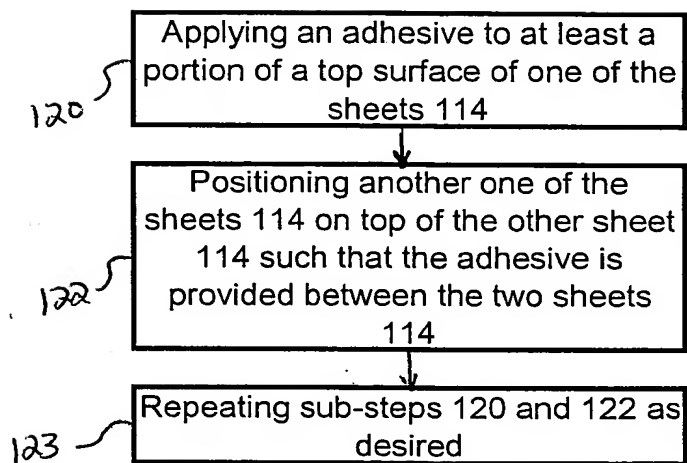 Applying an adhesive to at least a
portion of a top surface of one of the
sheets 114
120
Positioning another one of the
sheets 114 on top of the other sheet
114 such that the adhesive is
provided between the two sheets
114
122
Repeating sub-steps 120 and 122 as
desired
123